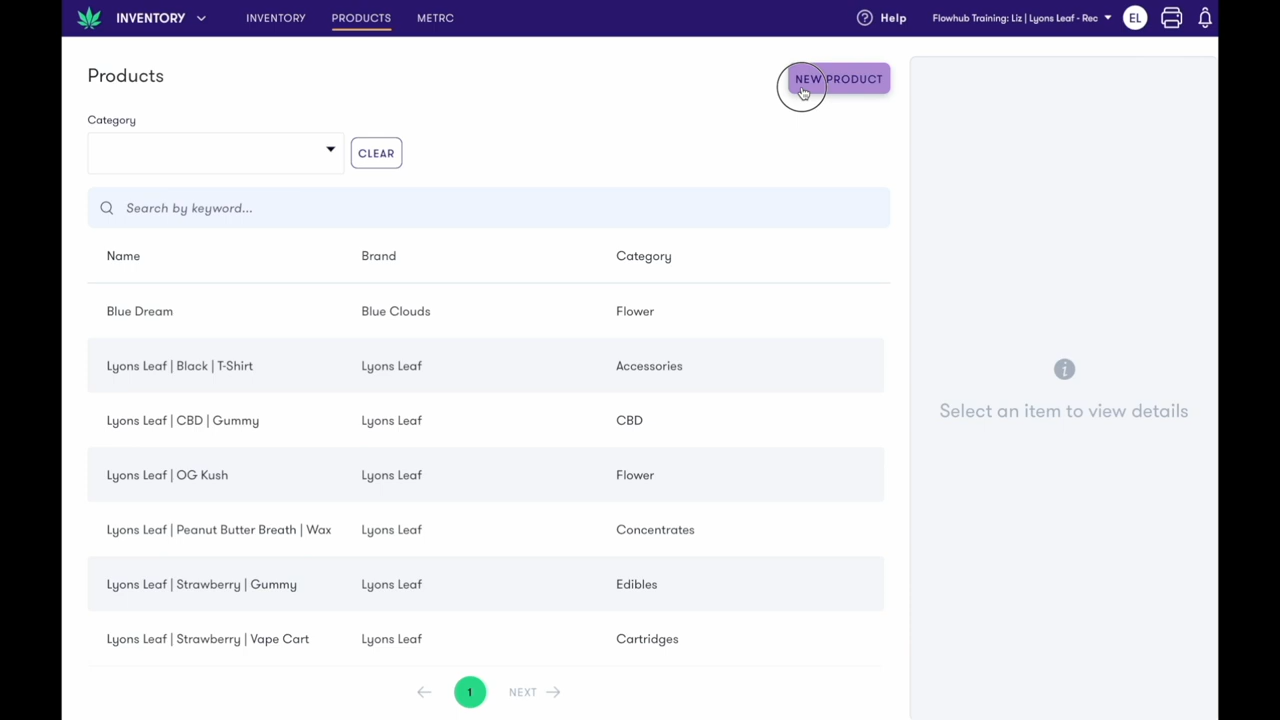 INVENTORY INVENTORY PRODUCTS METRC Help Flowhub Training: Liz | Lyons Leaf - Rec EL
Products NEW PRODUCT
Category
CLEAR
Search by keyword...
Name Brand Category
Blue Dream Blue Clouds Flower
Lyons Leaf | Black | T-Shirt Lyons Leaf Accessories
Lyons Leaf | CBD | Gummy Lyons Leaf CBD
Lyons Leaf | OG Kush Lyons Leaf Flower
Lyons Leaf | Peanut Butter Breath | Wax Lyons Leaf Concentrates
Lyons Leaf | Strawberry | Gummy Lyons Leaf Edibles
Lyons Leaf | Strawberry | Vape Cart Lyons Leaf Cartridges
1 NEXT
Select an item to view details